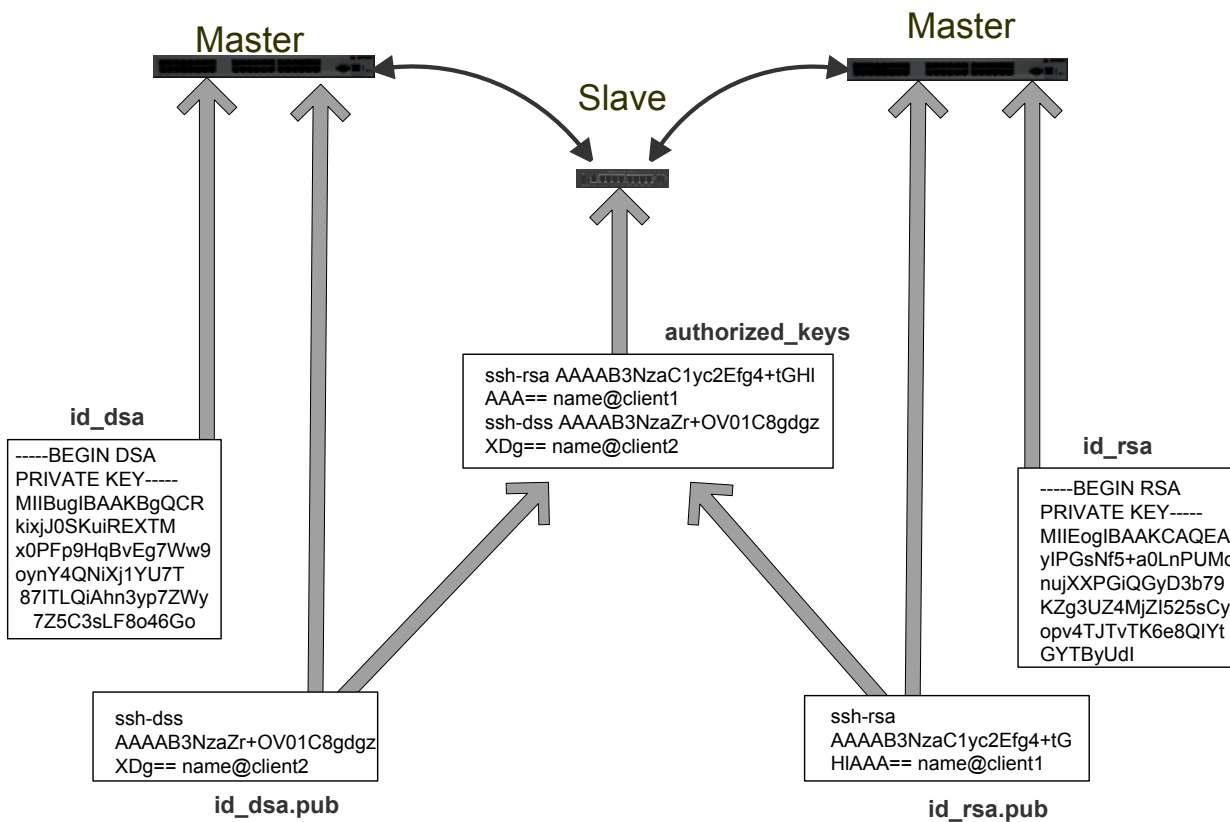 Master
Master
Slave
authorized_keys
ssh-rsa AAAAB3NzaC1yc2Efg4+tGHI
AAA== name@client1
ssh-dss AAAAB3NzaZr+OV01C8gdgz
XDg== name@client2
id_dsa
-----BEGIN DSA
PRIVATE KEY-----
MIIBugIBAAKBgQCR
kixjJ0SKuiREXTM
x0PFp9HqBvEg7Ww9
oynY4QNiXj1YU7T
87ITLQiAhn3yp7ZWy
7Z5C3sLF8o46Go
id_rsa
-----BEGIN RSA
PRIVATE KEY-----
MIIEogIBAAKCAQEA
yIPGsNf5+a0LnPUMc
nujXXPGiQGyD3b79
KZg3UZ4MjZI525sCy
opv4TJTvTK6e8QIYt
GYTByUdI
ssh-dss
AAAAB3NzaZr+OV01C8gdgz
XDg== name@client2
id_dsa.pub
ssh-rsa
AAAAB3NzaC1yc2Efg4+tG
HIAAA== name@client1
id_rsa.pub